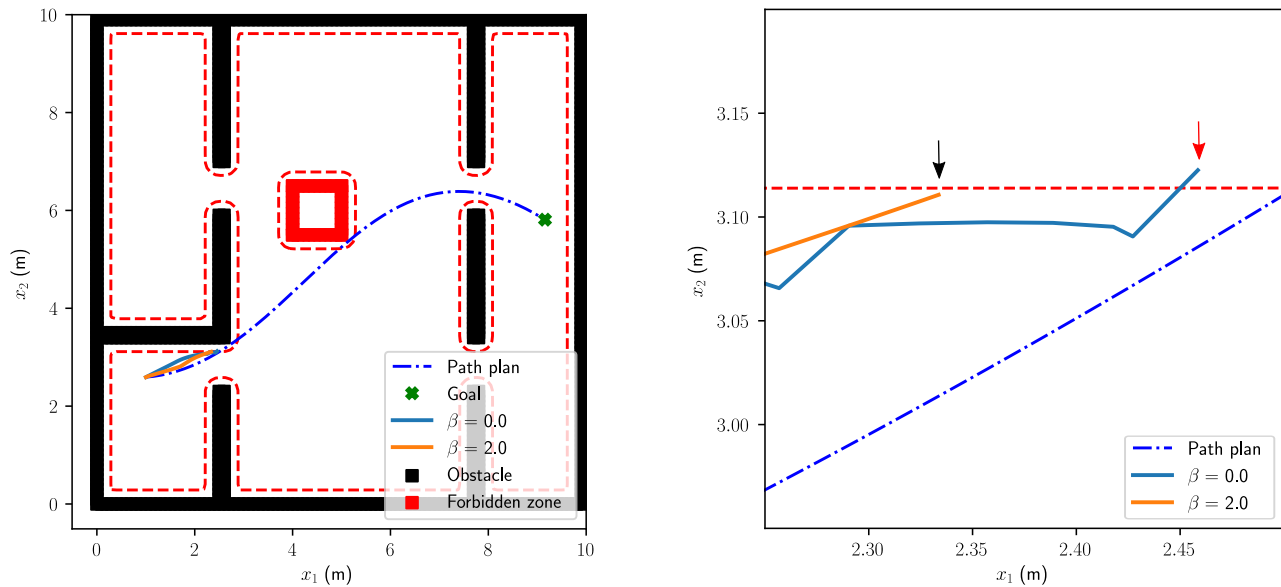 10
8
6
4
2
0
x₂ (m)
0
2
4
6
8
10
x₁ (m)
Path plan
Goal
β = 0.0
β = 2.0
Obstacle
Forbidden zone
3.15
3.10
3.05
3.00
x₂ (m)
2.30
2.35
2.40
2.45
x₁ (m)
Path plan
β = 0.0
β = 2.0